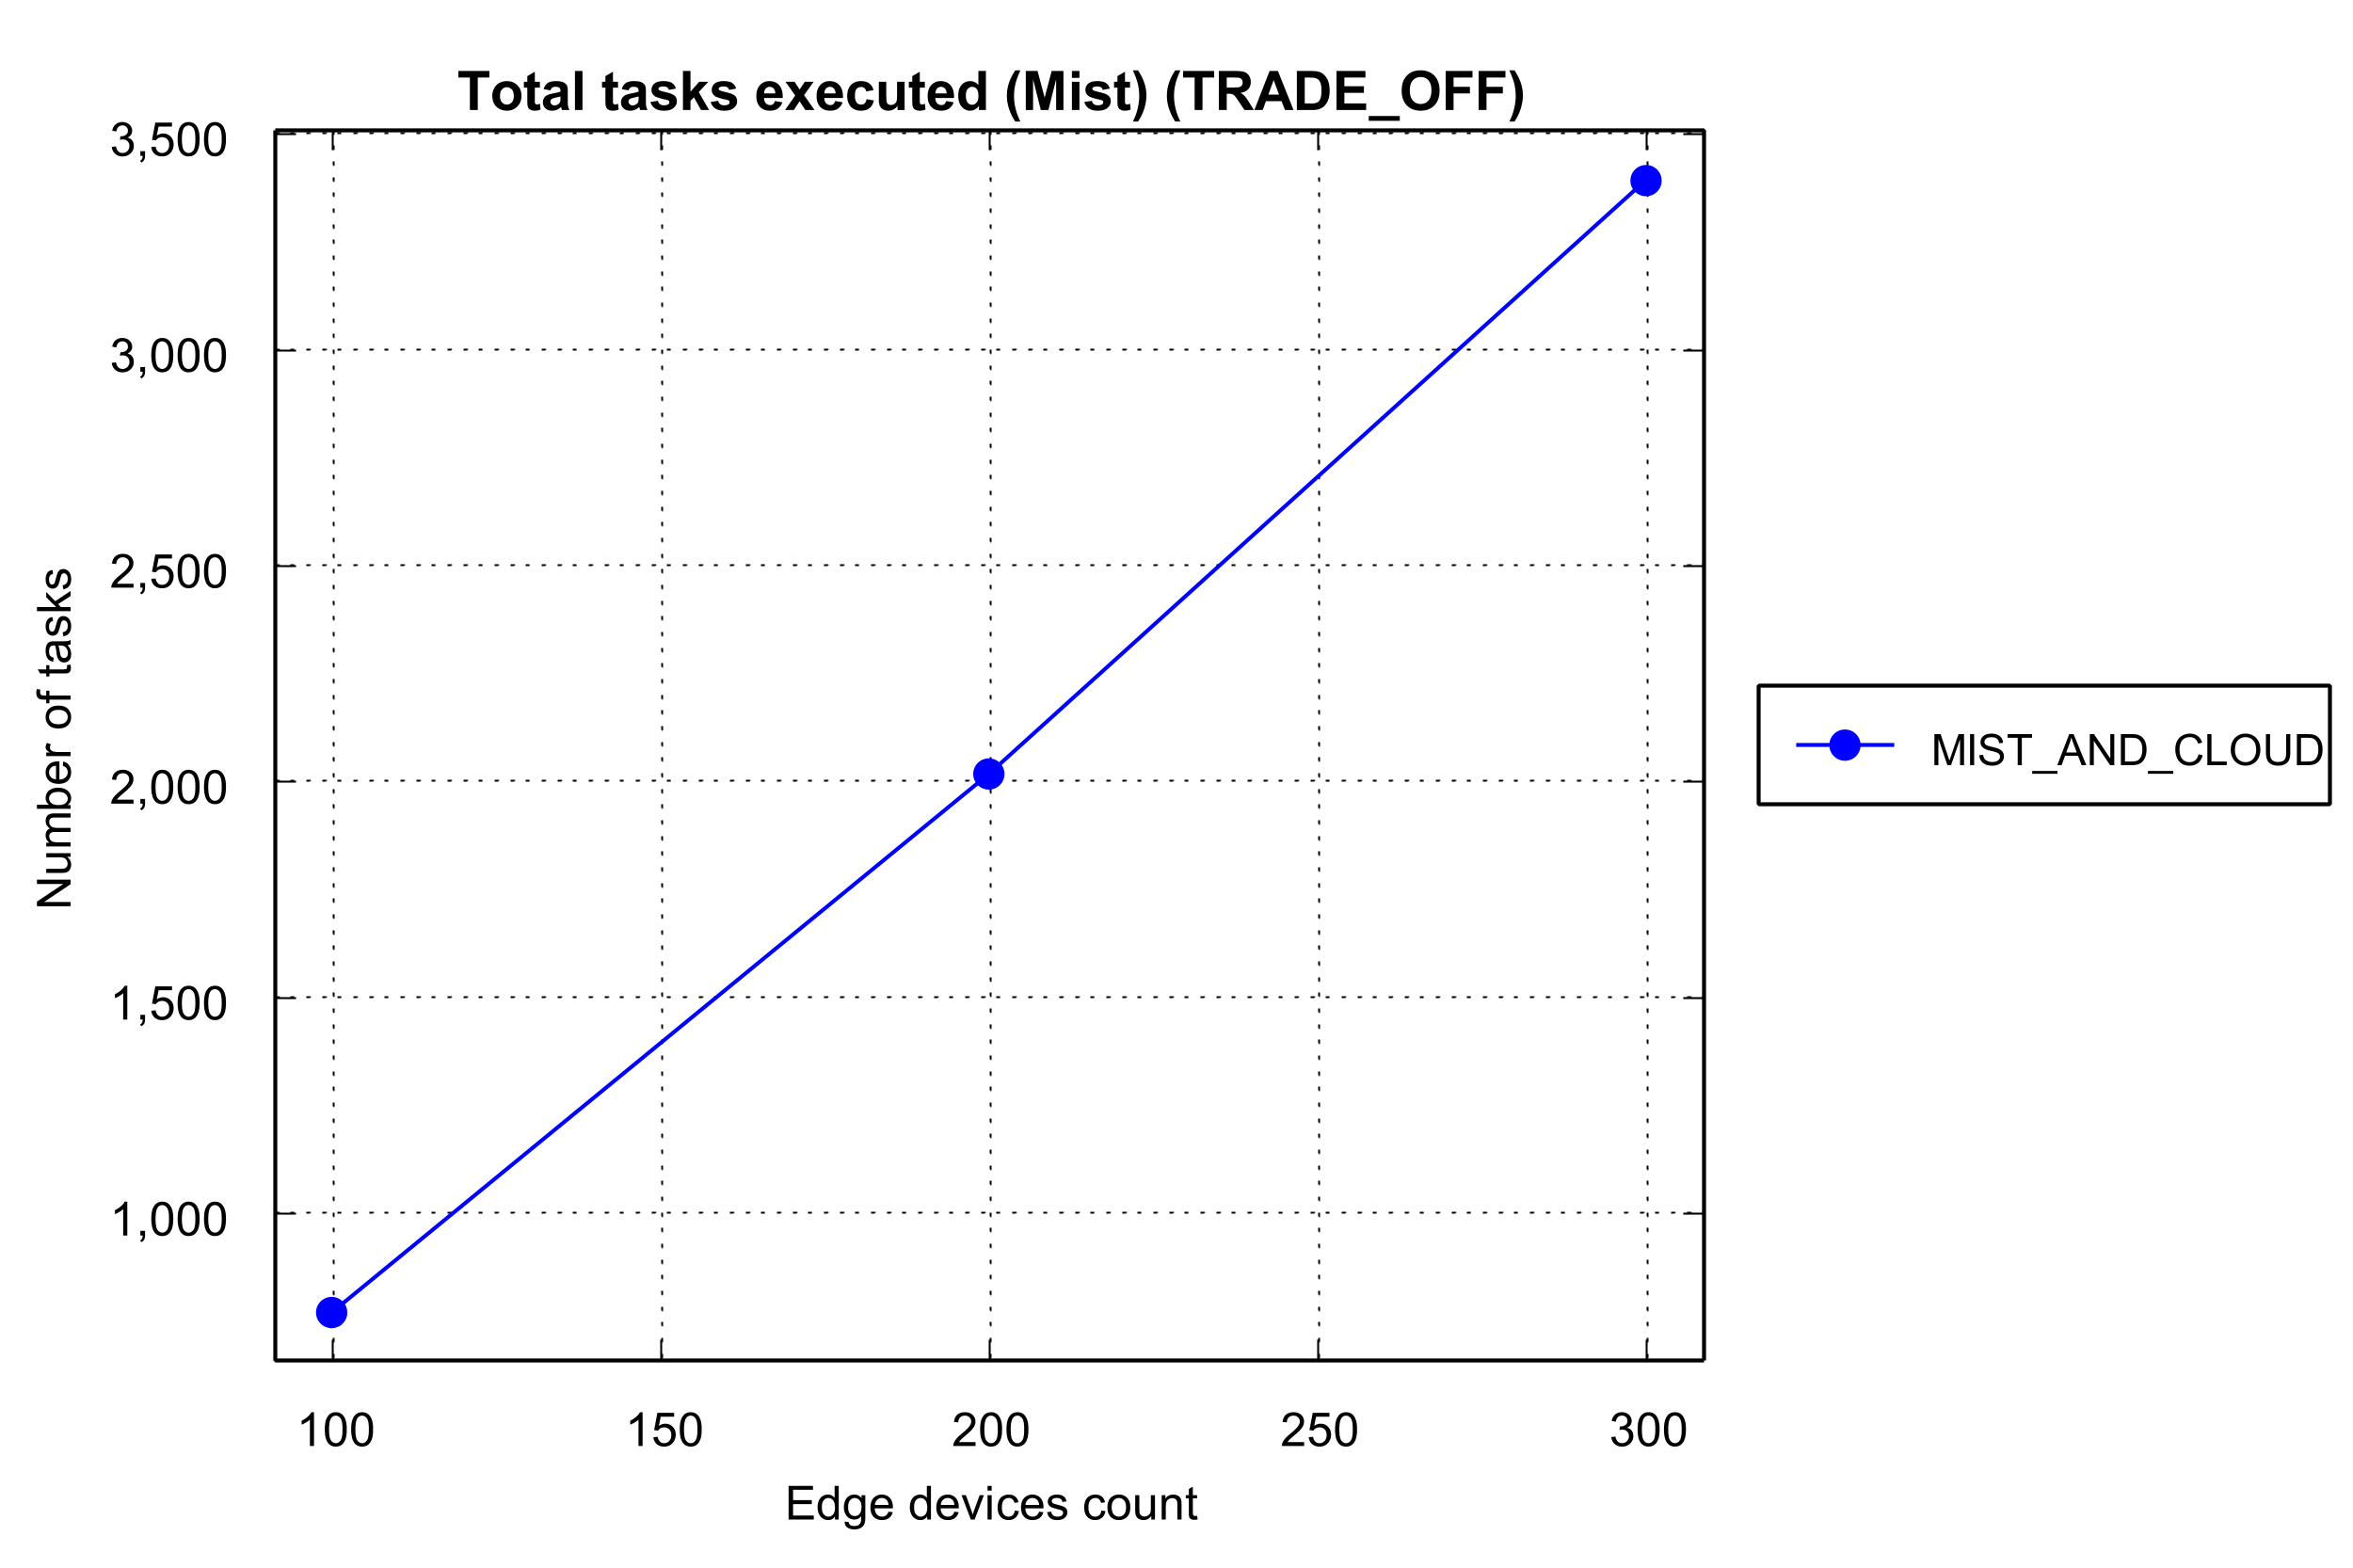 Total tasks executed (Mist) (TRADE_OFF)
3,500
3,000
2,500
2,000
1,500
1,000
Number of tasks
100 150 200 250 300
Edge devices count
MIST_AND_CLOUD